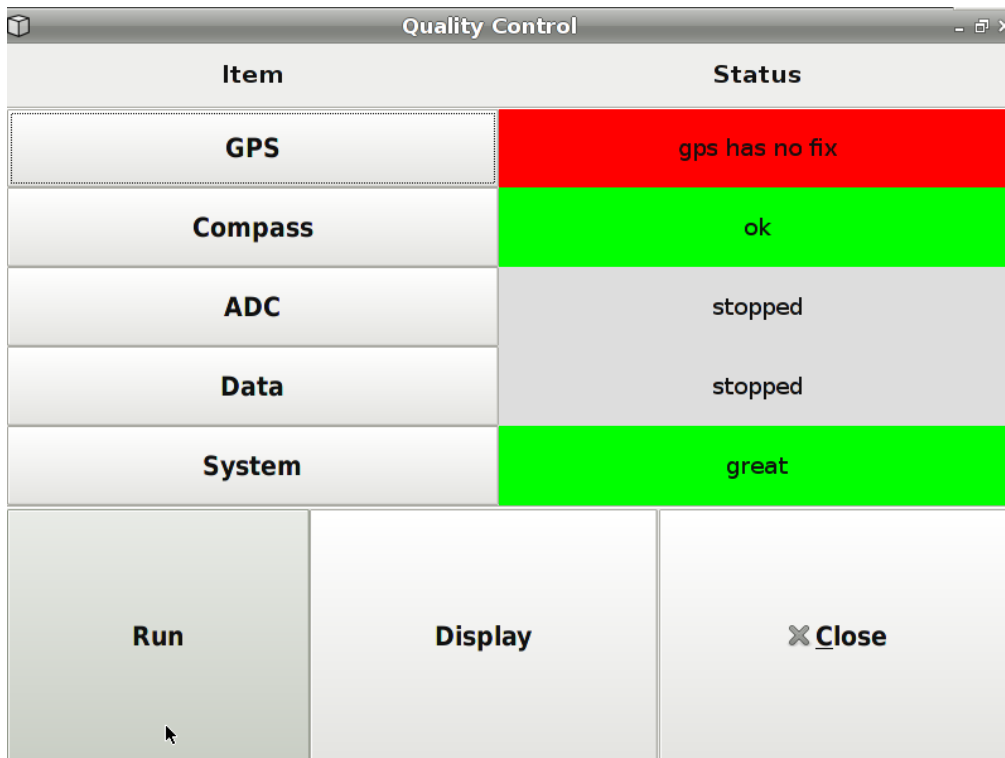 Quality Control
Item Status
GPS gps has no fix
Compass ok
ADC stopped
Data stopped
System great
Run Display Close